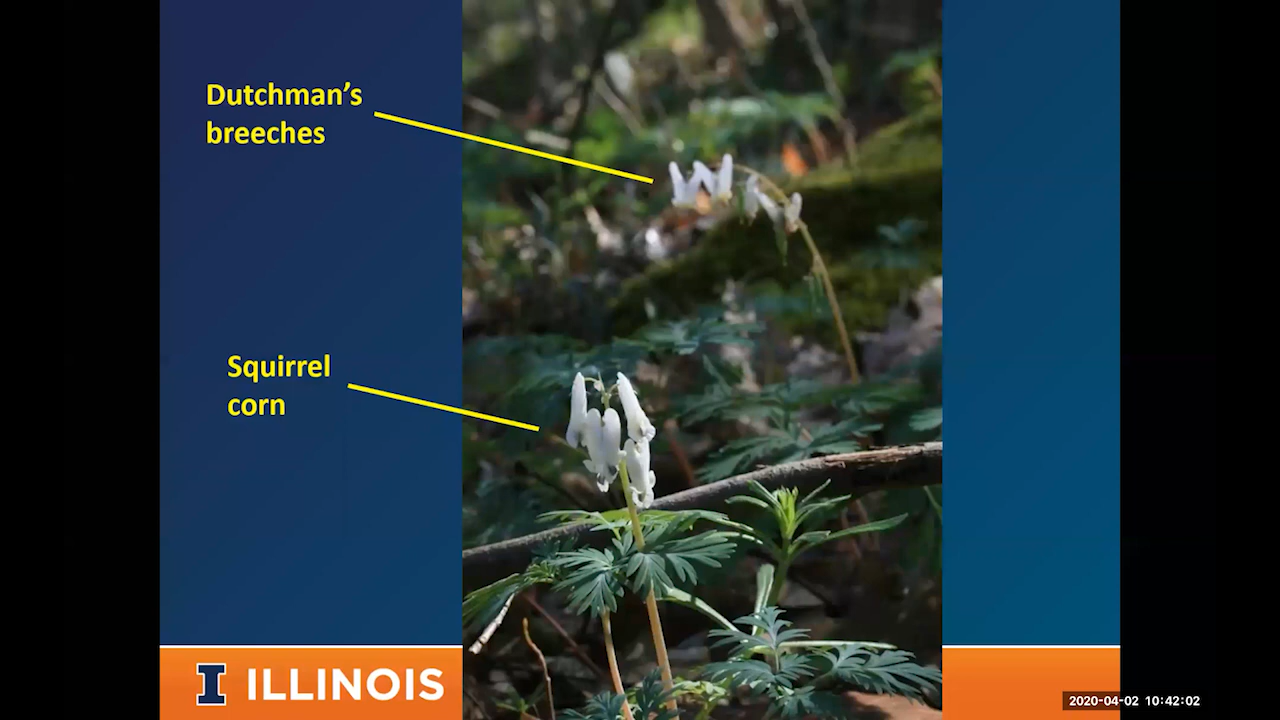 Dutchman’s
breeches
Squirrel
corn
I ILLINOIS
2020-04-02 10:42:02